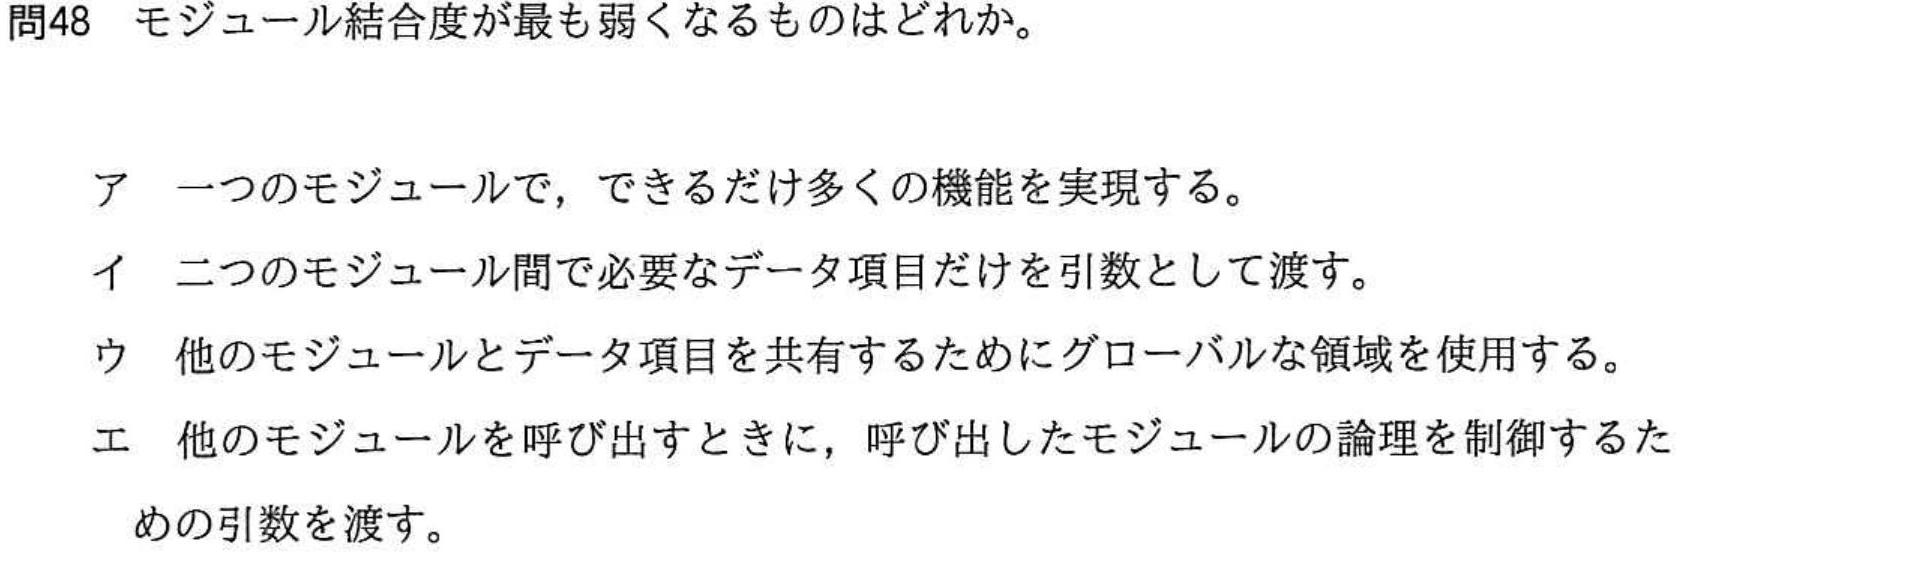 問48　モジュール結合度が最も弱くなるものはどれか。
ア　一つのモジュールで，できるだけ多くの機能を実現する。
イ　二つのモジュール間で必要なデータ項目だけを引数として渡す。
ウ　他のモジュールとデータ項目を共有するためにグローバルな領域を使用する。
エ　他のモジュールを呼び出すときに，呼び出したモジュールの論理を制御するた
めの引数を渡す。